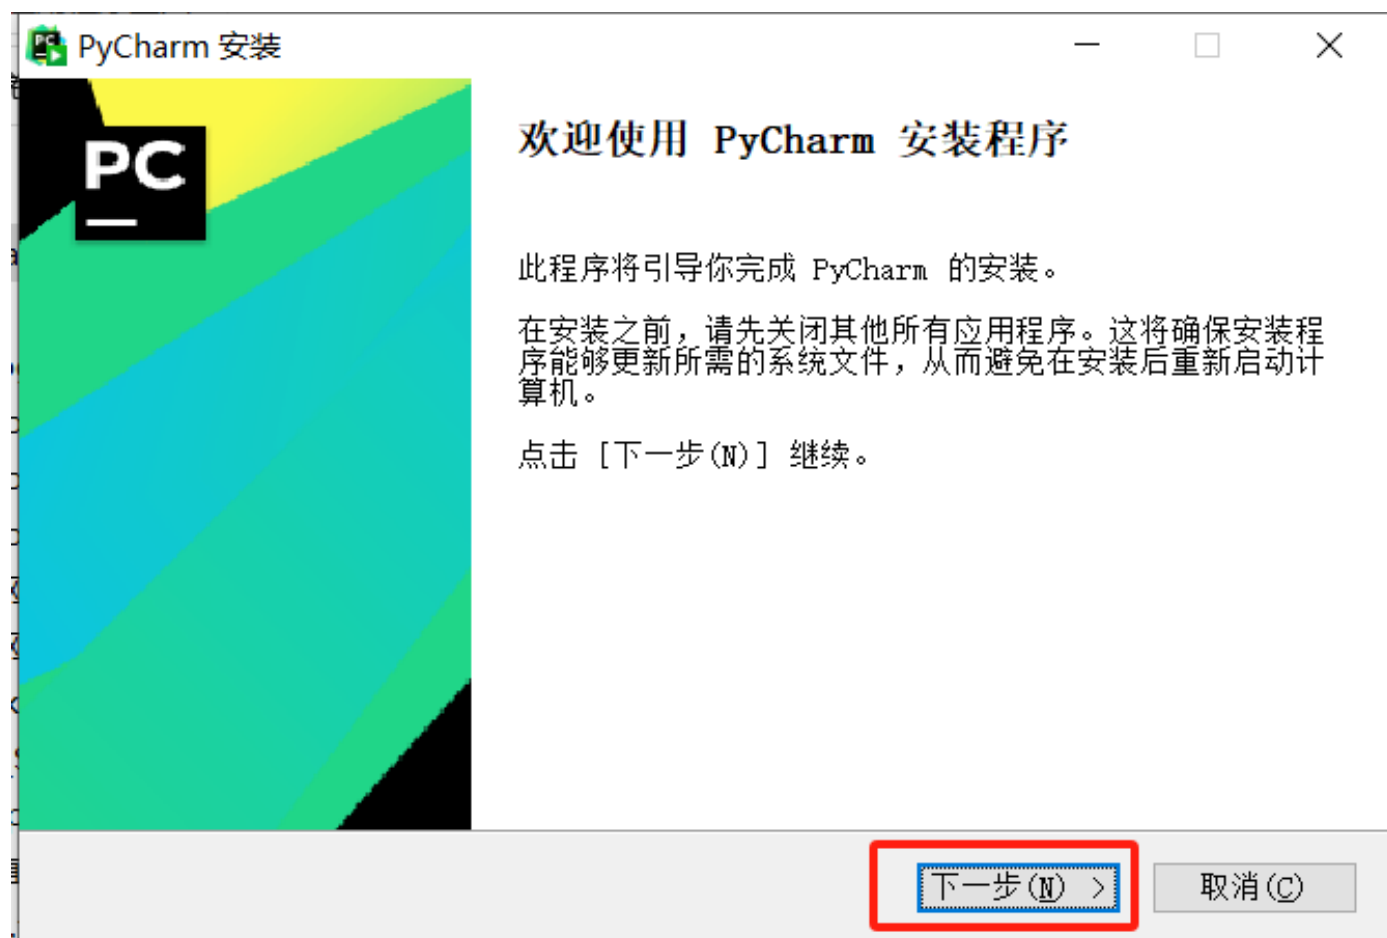 PyCharm 安装
PC
欢迎使用 PyCharm 安装程序
此程序将引导你完成 PyCharm 的安装。
在安装之前，请先关闭其他所有应用程序。这将确保安装程
序能够更新所需的系统文件，从而避免在安装后重新启动计
算机。
点击 [下一步(N)] 继续。
下一步(N) >
取消(C)